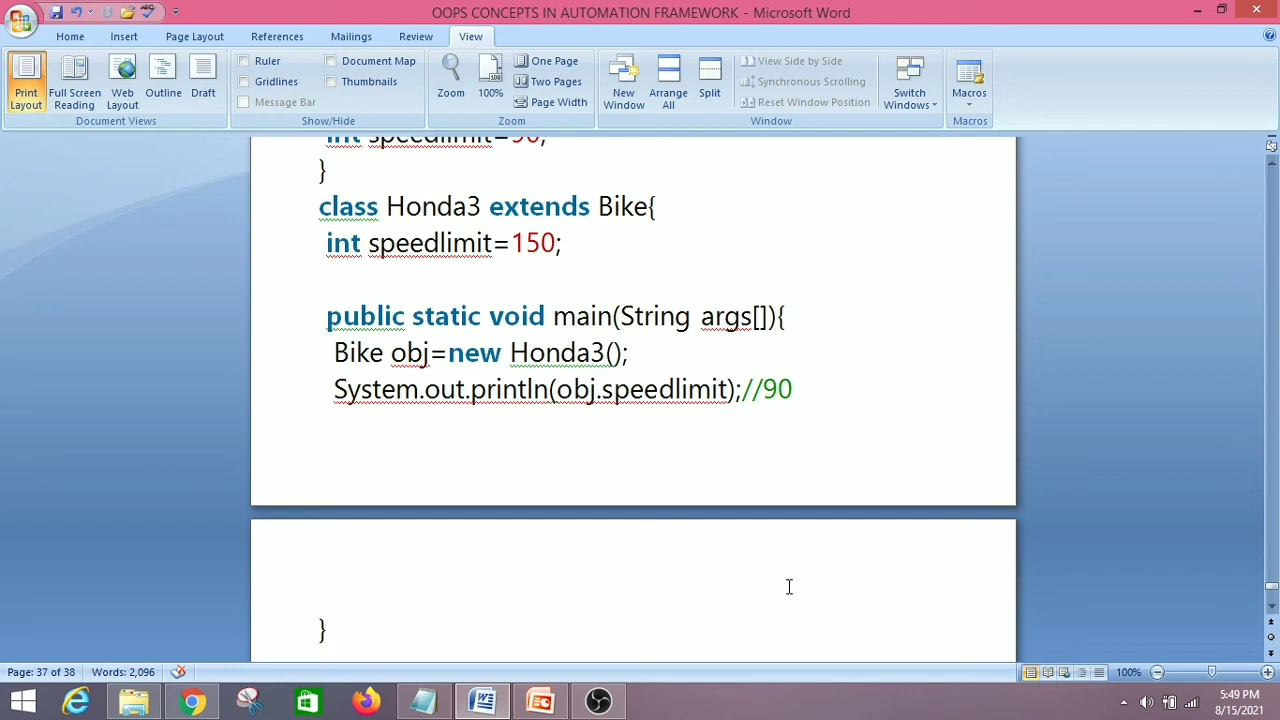 OOPS CONCEPTS IN AUTOMATION FRAMEWORK - Microsoft Word
Home Insert Page Layout References Mailings Review View
Print Layout
Full Screen Reading
Web Layout
Outline
Draft
Document Views
Ruler
Gridlines
Message Bar
Document Map
Thumbnails
Show/Hide
Zoom
100%
One Page
Two Pages
Page Width
Zoom
New Window
Arrange All
Split
View Side by Side
Synchronous Scrolling
Reset Window Position
Window
Switch Windows
Macros
Macros
int speedlimit=90;
}
class Honda3 extends Bike{
int speedlimit=150;
public static void main(String args[]){
Bike obj=new Honda3();
System.out.println(obj.speedlimit);//90
}
Page: 37 of 38 Words: 2,096
100%
5:49 PM
8/15/2021